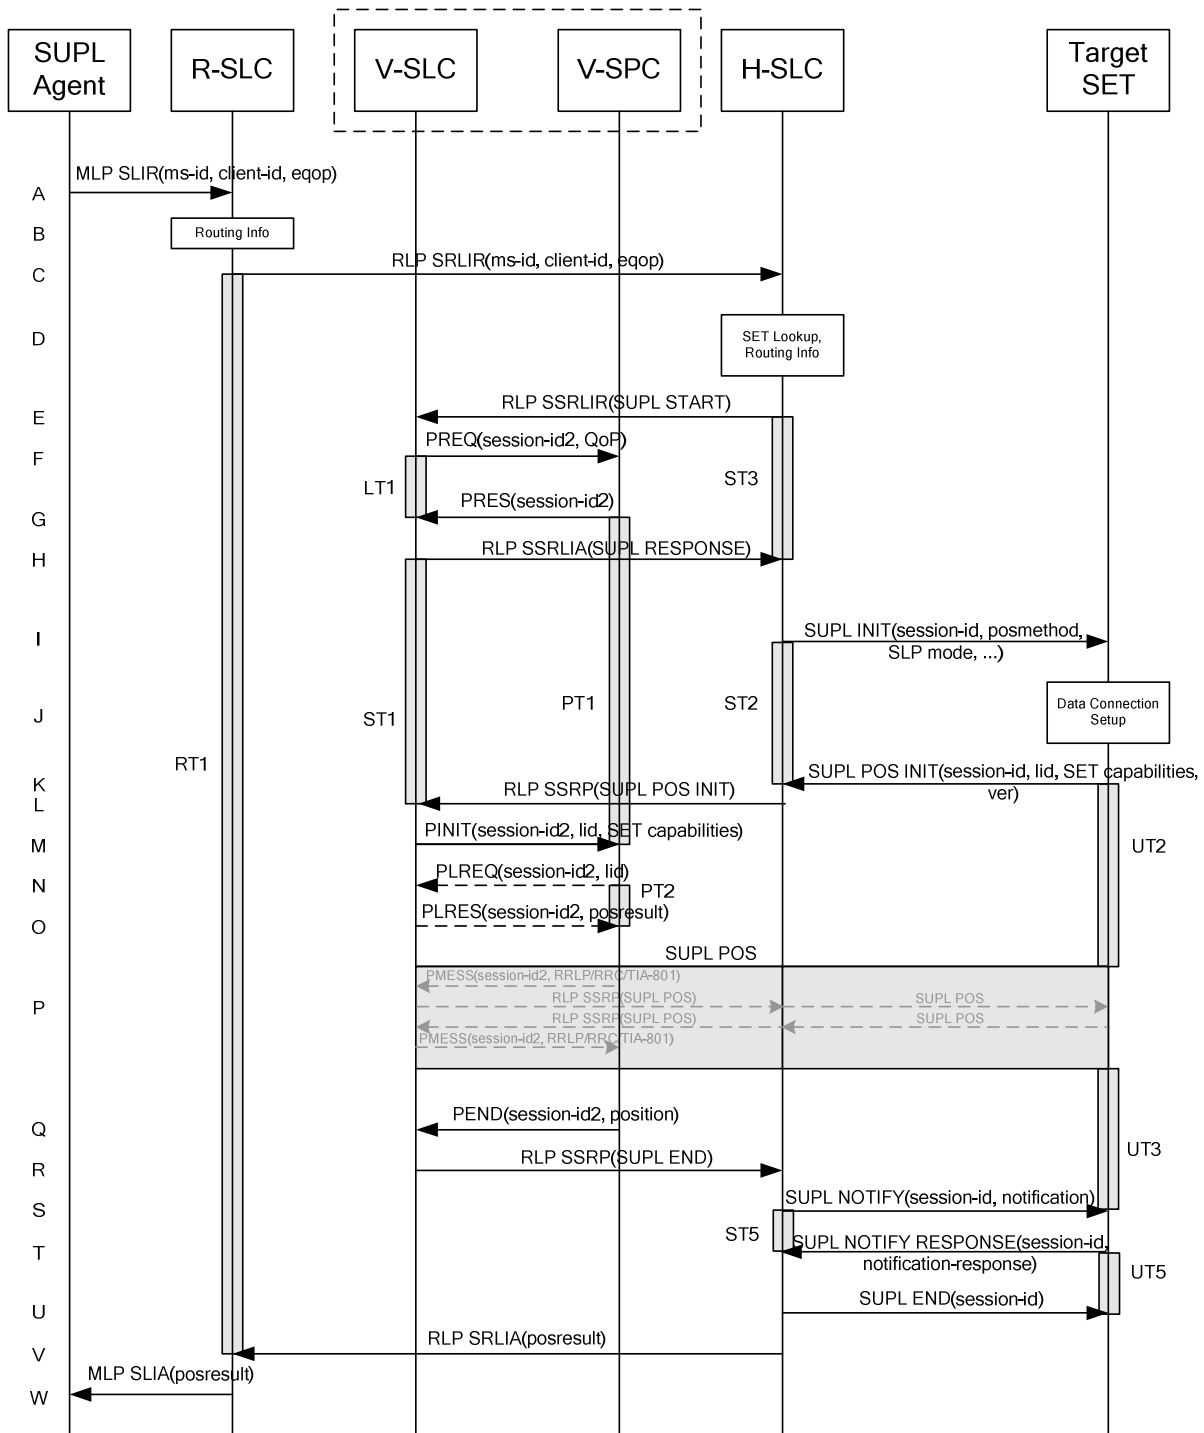 SUPL
Agent
R-SLC
V-SLC
V-SPC
H-SLC
Target
SET
A
MLP SLIR(ms-id, client-id, eqop)
B
Routing Info
C
RLP SRLIR(ms-id, client-id, eqop)
D
SET Lookup,
Routing Info
E
RLP SSRLIR(SUPL START)
F
PREQ(session-id2, QoP)
LT1
ST3
G
PRES(session-id2)
H
RLP SSRLIA(SUPL RESPONSE)
I
SUPL INIT(session-id, posmethod,
SLP mode, ...)
J
ST1
PT1
ST2
Data Connection
Setup
RT1
K
SUPL POS INIT(session-id, lid, SET capabilities,
ver)
L
RLP SSRP(SUPL POS INIT)
M
PINIT(session-id2, lid, SET capabilities)
UT2
N
PLREQ(session-id2, lid)
PT2
O
PLRES(session-id2, posresult)
SUPL POS
PMESS(session-id2, RRLP/RRC/TIA-801)
P
RLP SSRP(SUPL POS)
SUPL POS
RLP SSRP(SUPL POS)
SUPL POS
PMESS(session-id2, RRLP/RRC/TIA-801)
Q
PEND(session-id2, position)
R
RLP SSRP(SUPL END)
UT3
S
SUPL NOTIFY(session-id, notification)
ST5
T
SUPL NOTIFY RESPONSE(session-id,
notification-response)
UT5
U
SUPL END(session-id)
V
RLP SRLIA(posresult)
W
MLP SLIA(posresult)